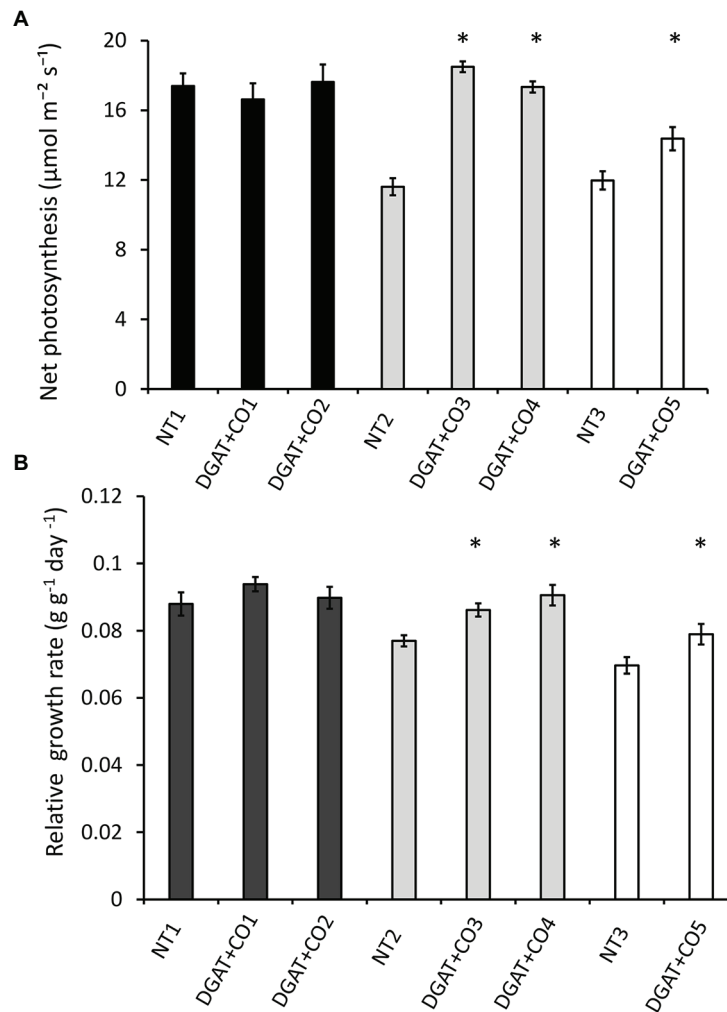 A
Net photosynthesis (μmol m⁻² s⁻¹)
20
16
12
8
4
0
* * *
NT1 DGAT+CO1 DGAT+CO2 NT2 DGAT+CO3 DGAT+CO4 NT3 DGAT+CO5
B
Relative growth rate (g g⁻¹ day ⁻¹)
0.12
0.1
0.08
0.06
0.04
0.02
0
* * *
NT1 DGAT+CO1 DGAT+CO2 NT2 DGAT+CO3 DGAT+CO4 NT3 DGAT+CO5